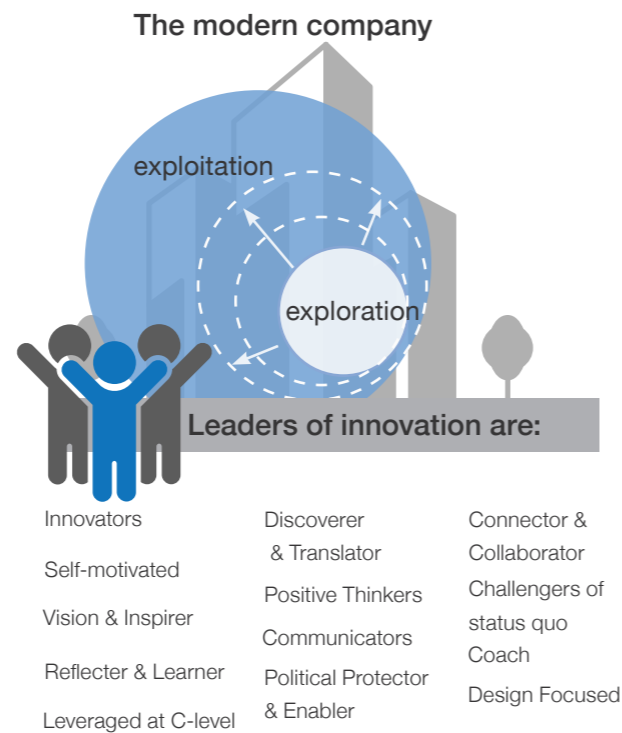 The modern company
exploitation
exploration
Leaders of innovation are:
Innovators
Self-motivated
Vision & Inspirer
Reflecter & Learner
Leveraged at C-level
Discoverer
& Translator
Positive Thinkers
Communicators
Political Protector
& Enabler
Connector &
Collaborator
Challengers of
status quo
Coach
Design Focused